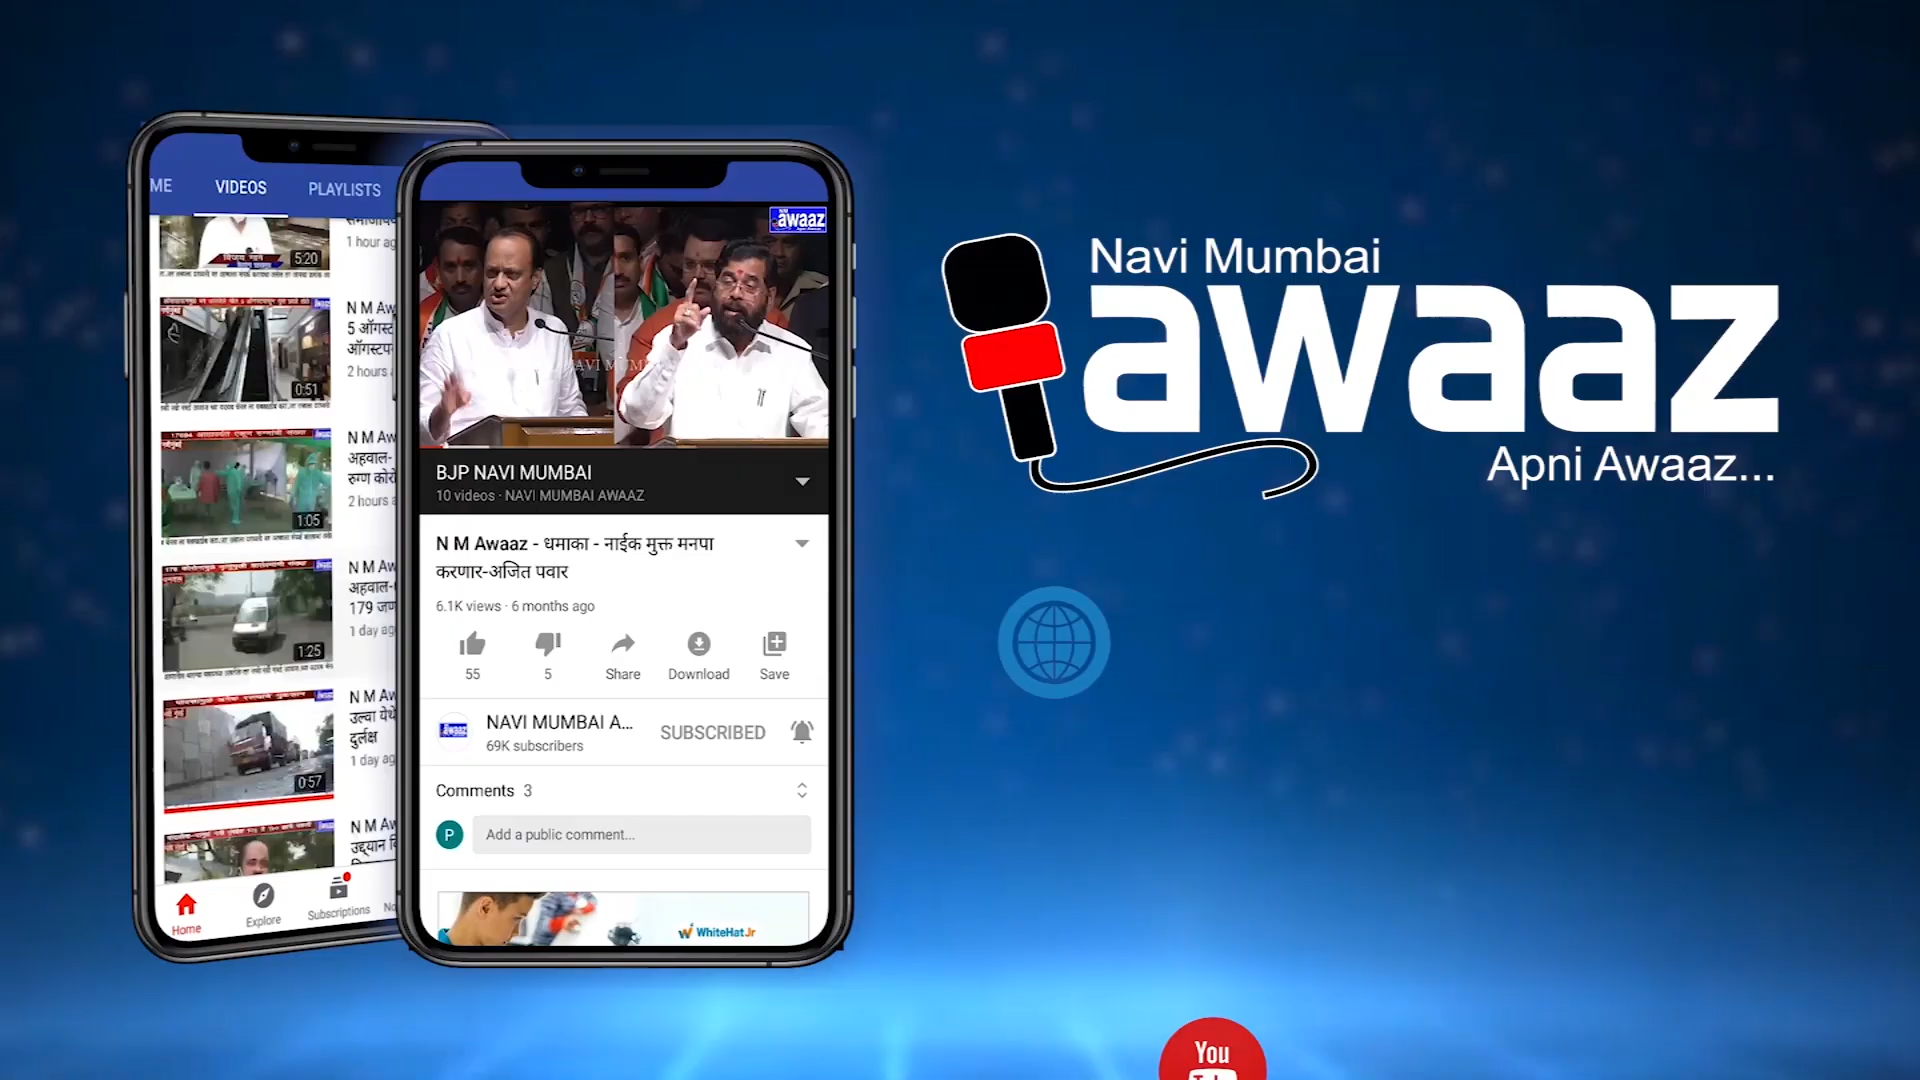 ME VIDEOS PLAYLISTS
1 hour ag
5:20
N M Aw
5 ऑगस्ट
ऑगस्टप
2 hours
0:51
N M Aw
अहवाल-
रुग्ण कोरो
2 hours
1:05
N M Aw
अहवाल-
179 जण
1 day ag
1:25
N M Aw
उल्वा येथे
दुर्लक्ष
1 day ag
0:57
N M Aw
उद्यान वि
Home
Explore
Subscriptions
No
awaaz
NAVI MUM
BJP NAVI MUMBAI
10 videos · NAVI MUMBAI AWAAZ
N M Awaaz - धमाका - नाईक मुक्त मनपा
करणार-अजित पवार
6.1K views · 6 months ago
55 5 Share Download Save
awaaz
NAVI MUMBAI A... SUBSCRIBED
69K subscribers
Comments 3
P Add a public comment...
WhiteHat Jr
Navi Mumbai
awaaz
Apni Awaaz...
You